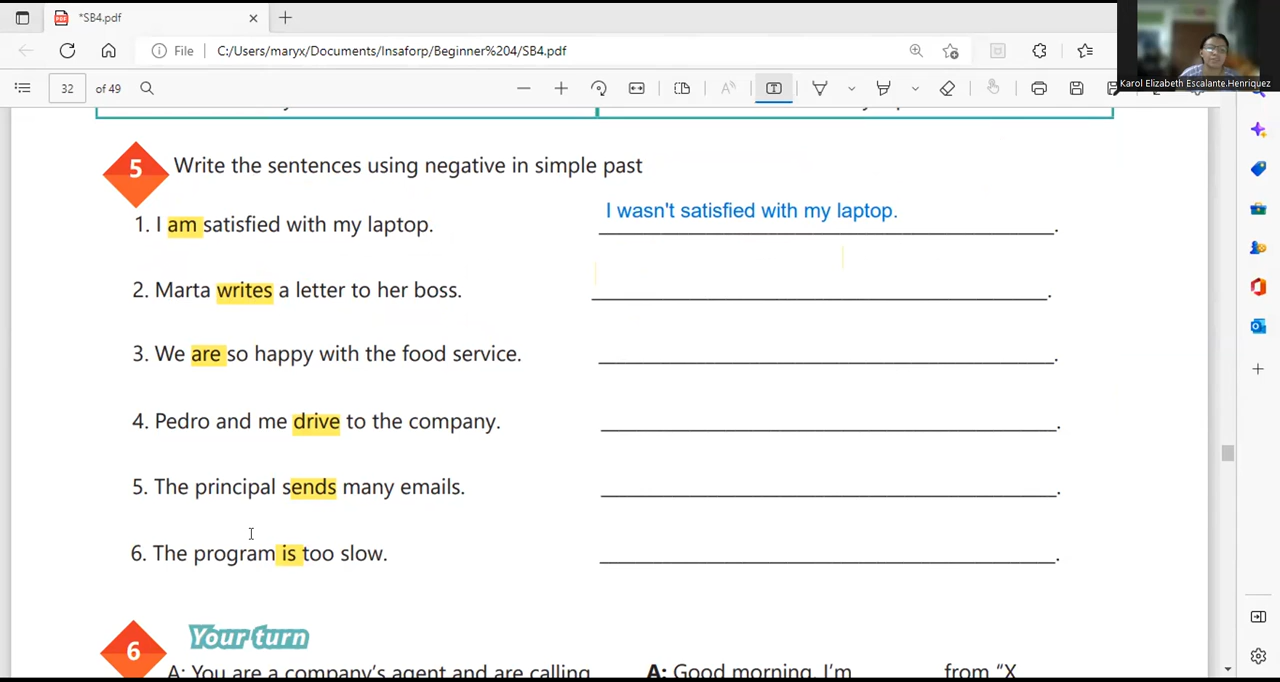 *SB4.pdf
File C:/Users/maryx/Documents/Insaforp/Beginner%204/SB4.pdf
Karol Elizabeth Escalante.Henriquez
32 of 49
5 Write the sentences using negative in simple past
1. I am satisfied with my laptop. I wasn't satisfied with my laptop.
2. Marta writes a letter to her boss. .
3. We are so happy with the food service. .
4. Pedro and me drive to the company. .
5. The principal sends many emails. .
6. The program is too slow. .
6 Your turn
A: You are a company's agent and are calling A: Good morning. I'm ________ from "X